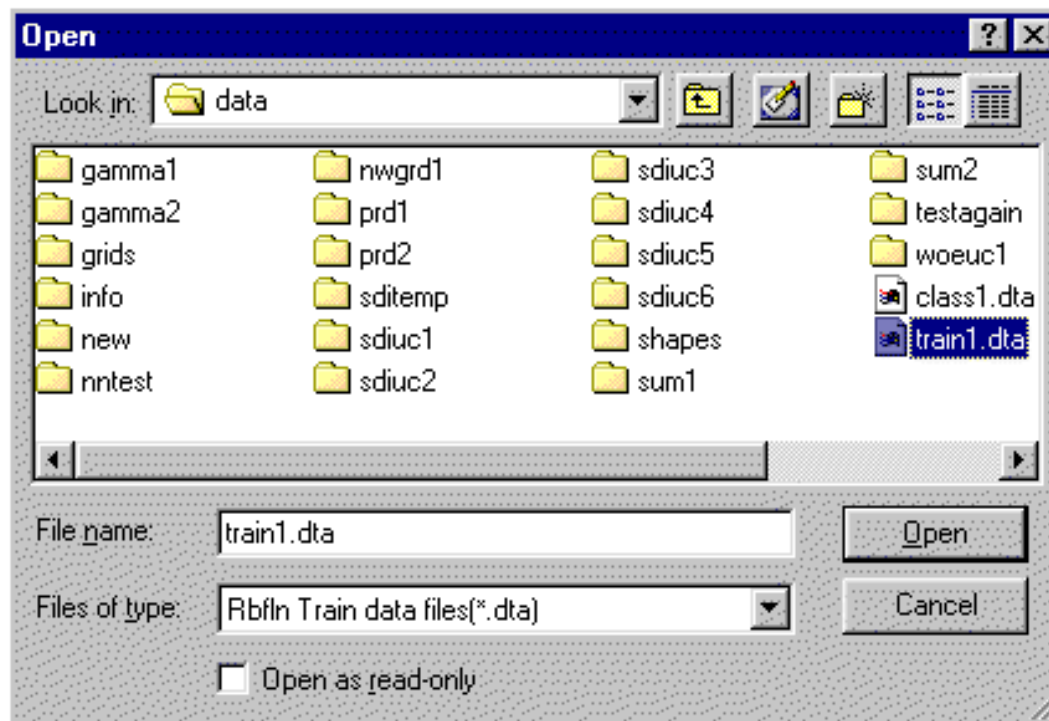 Open
Look in: data
gamma1 nwgrd1 sdiuc3 sum2
gamma2 prd1 sdiuc4 testagain
grids prd2 sdiuc5 woeuc1
info sditemp sdiuc6 class1.dta
new sdiuc1 shapes train1.dta
nntest sdiuc2 sum1
File name: train1.dta Open
Files of type: Rbfln Train data files(*.dta) Cancel
Open as read-only